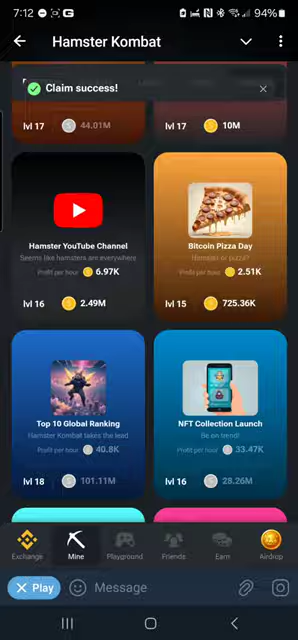 7:12
94%
Hamster Kombat
Claim success!
lvl 17 44.01M
lvl 17 10M
Hamster YouTube Channel
Seems like hamsters are everywhere
Profit per hour 6.97K
lvl 16 2.49M
Bitcoin Pizza Day
Profit per hour 2.51K
lvl 15 725.36K
Top 10 Global Ranking
Hamster Kombat takes the lead
Profit per hour 40.8K
lvl 18 101.11M
NFT Collection Launch
Be on trend!
Profit per hour 33.47K
lvl 16 28.26M
Exchange
Mine
Playground
Friends
Earn
Airdrop
Play
Message